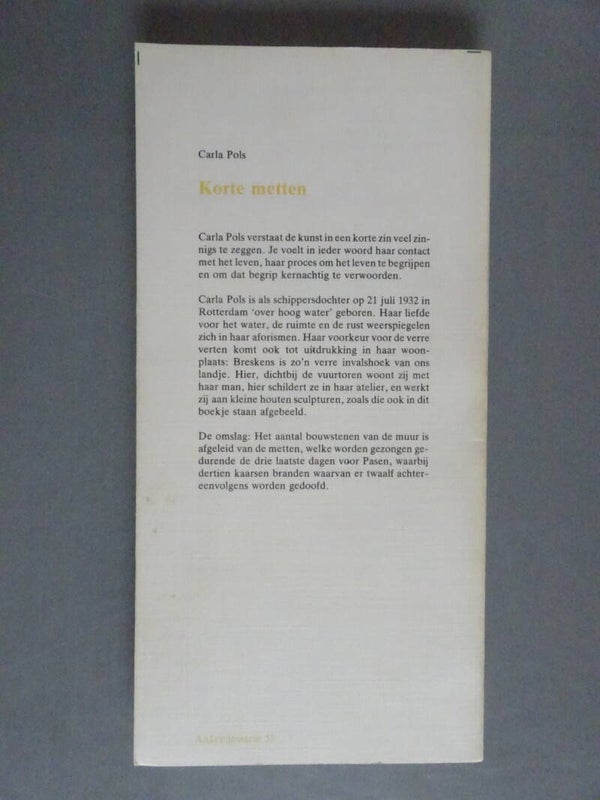 Carla Pols
Korte metten
Carla Pols verstaat de kunst in een korte zin veel zin-
nigs te zeggen. Je voelt in ieder woord haar contact
met het leven, haar proces om het leven te begrijpen
en om dat begrip kernachtig te verwoorden.
Carla Pols is als schippersdochter op 21 juli 1932 in
Rotterdam 'over hoog water' geboren. Haar liefde
voor het water, de ruimte en de rust weerspiegelen
zich in haar aforismen. Haar voorkeur voor de verre
verten komt ook tot uitdrukking in haar woon-
plaats: Breskens is zo'n verre invalshoek van ons
landje. Hier, dichtbij de vuurtoren woont zij met
haar man, hier schildert ze in haar atelier, en werkt
zij aan kleine houten sculpturen, zoals die ook in dit
boekje staan afgebeeld.
De omslag: Het aantal bouwstenen van de muur is
afgeleid van de metten, welke worden gezongen ge-
durende de drie laatste dagen voor Pasen, waarbij
dertien kaarsen branden waarvan er twaalf achter-
eenvolgens worden gedoofd.